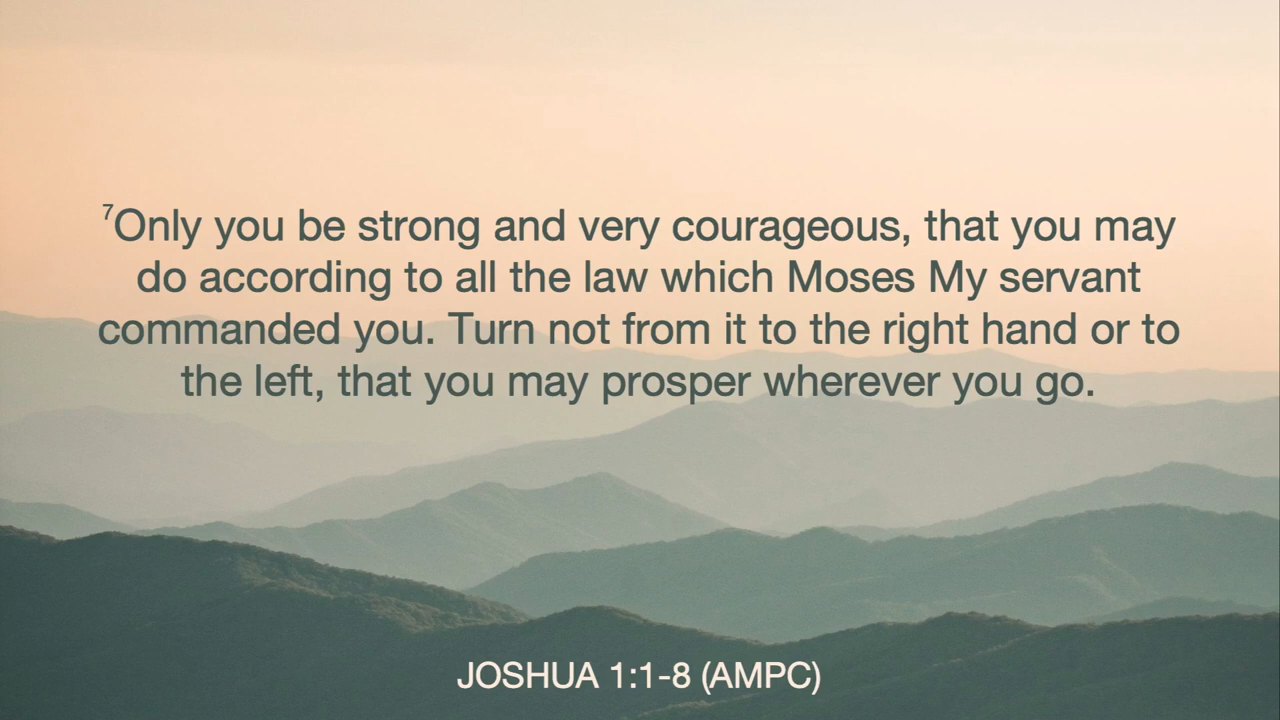 ⁷Only you be strong and very courageous, that you may
do according to all the law which Moses My servant
commanded you. Turn not from it to the right hand or to
the left, that you may prosper wherever you go.
JOSHUA 1:1-8 (AMPC)